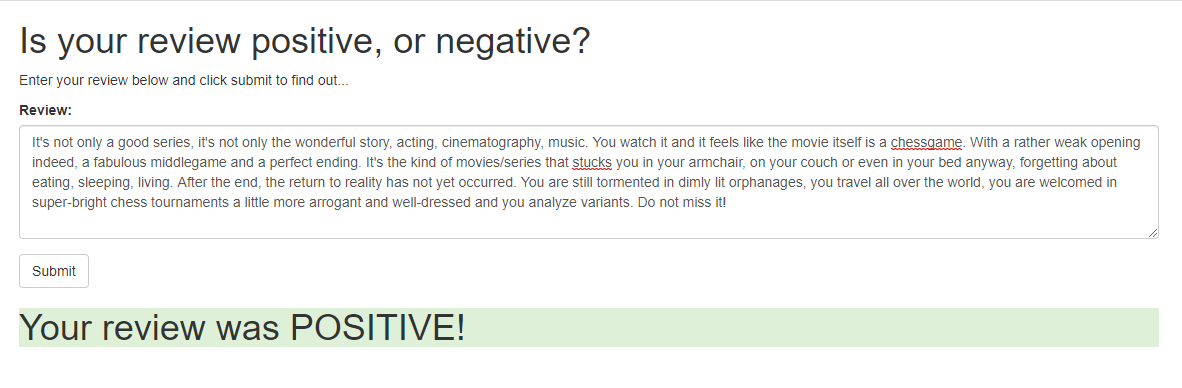 Is your review positive, or negative?
Enter your review below and click submit to find out...
Review:
It's not only a good series, it's not only the wonderful story, acting, cinematography, music. You watch it and it feels like the movie itself is a chessgame. With a rather weak opening
indeed, a fabulous middlegame and a perfect ending. It's the kind of movies/series that stucks you in your armchair, on your couch or even in your bed anyway, forgetting about
eating, sleeping, living. After the end, the return to reality has not yet occurred. You are still tormented in dimly lit orphanages, you travel all over the world, you are welcomed in
super-bright chess tournaments a little more arrogant and well-dressed and you analyze variants. Do not miss it!
Submit
Your review was POSITIVE!